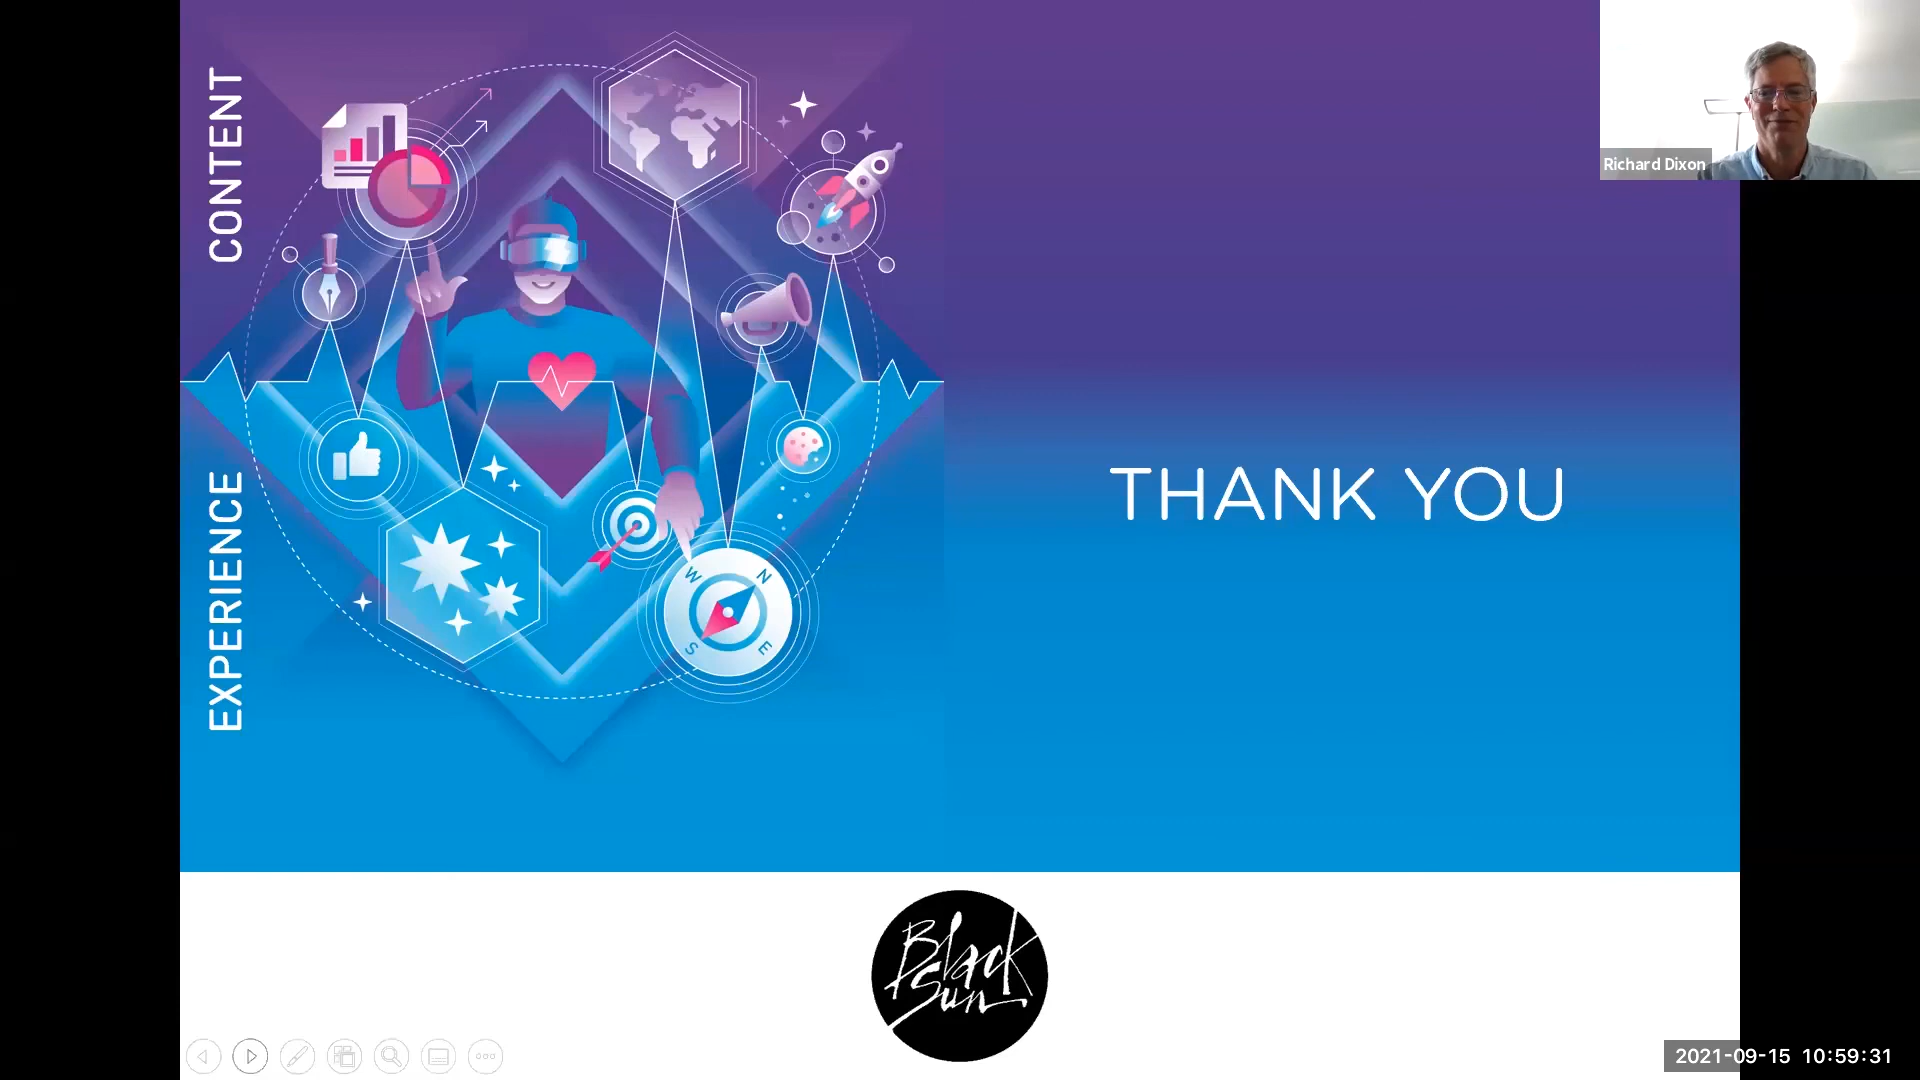 CONTENT
EXPERIENCE
W
N
S
E
THANK YOU
Richard Dixon
Black
Sun
2021-09-15 10:59:31